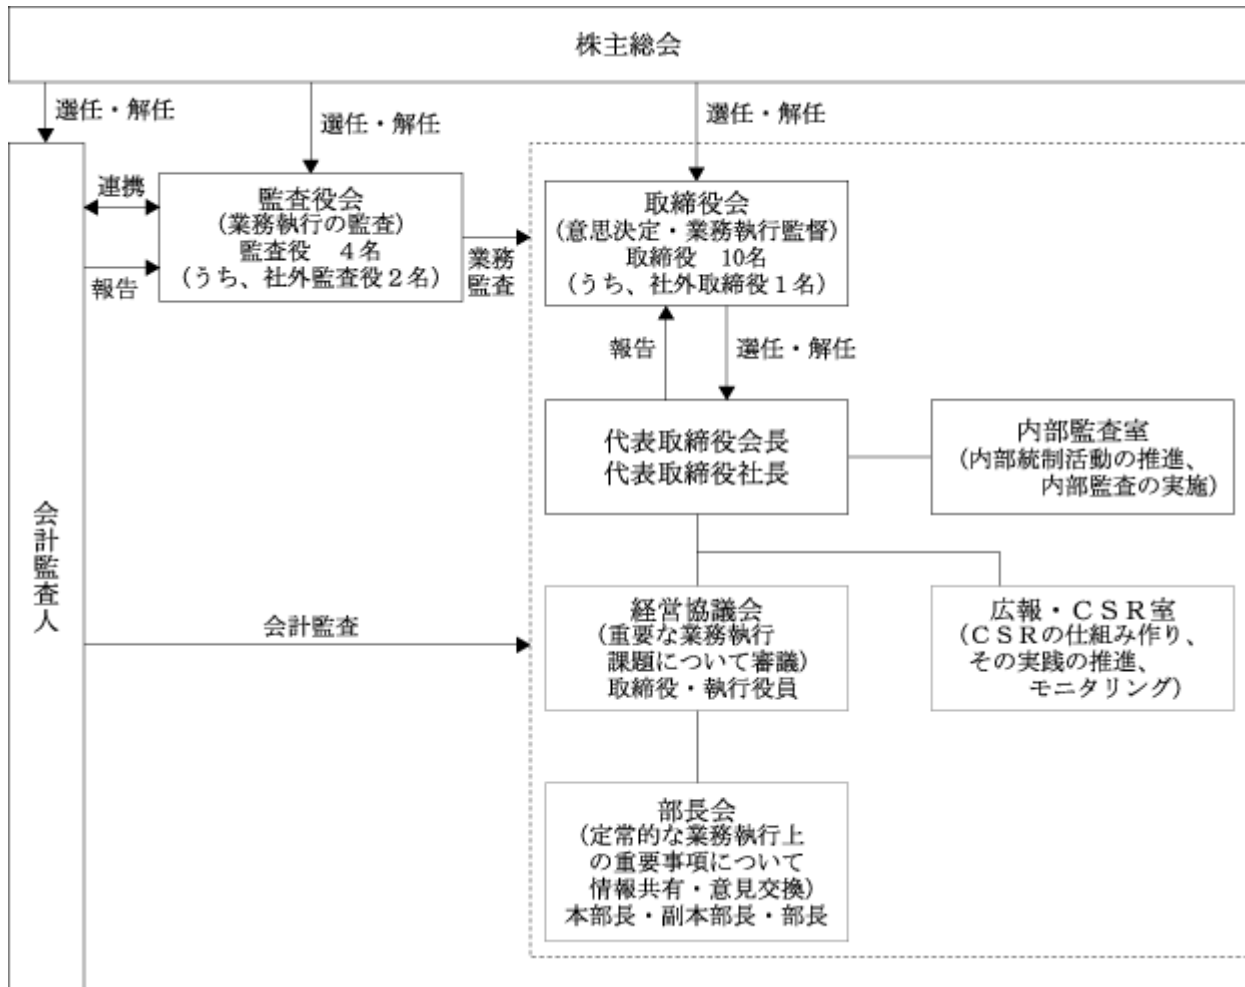 株主総会
選任・解任
選任・解任
選任・解任
連携
報告
監査役会
(業務執行の監査)
監査役　4名
(うち、社外監査役２名)
業務
監査
取締役会
(意思決定・業務執行監督)
取締役　10名
(うち、社外取締役１名)
報告
選任・解任
代表取締役会長
代表取締役社長
内部監査室
(内部統制活動の推進、
内部監査の実施)
会計監査人
会計監査
経営協議会
(重要な業務執行
課題について審議)
取締役・執行役員
広報・ＣＳＲ室
(ＣＳＲの仕組み作り、
その実践の推進、
モニタリング)
部長会
(定常的な業務執行上
の重要事項について
情報共有・意見交換)
本部長・副本部長・部長